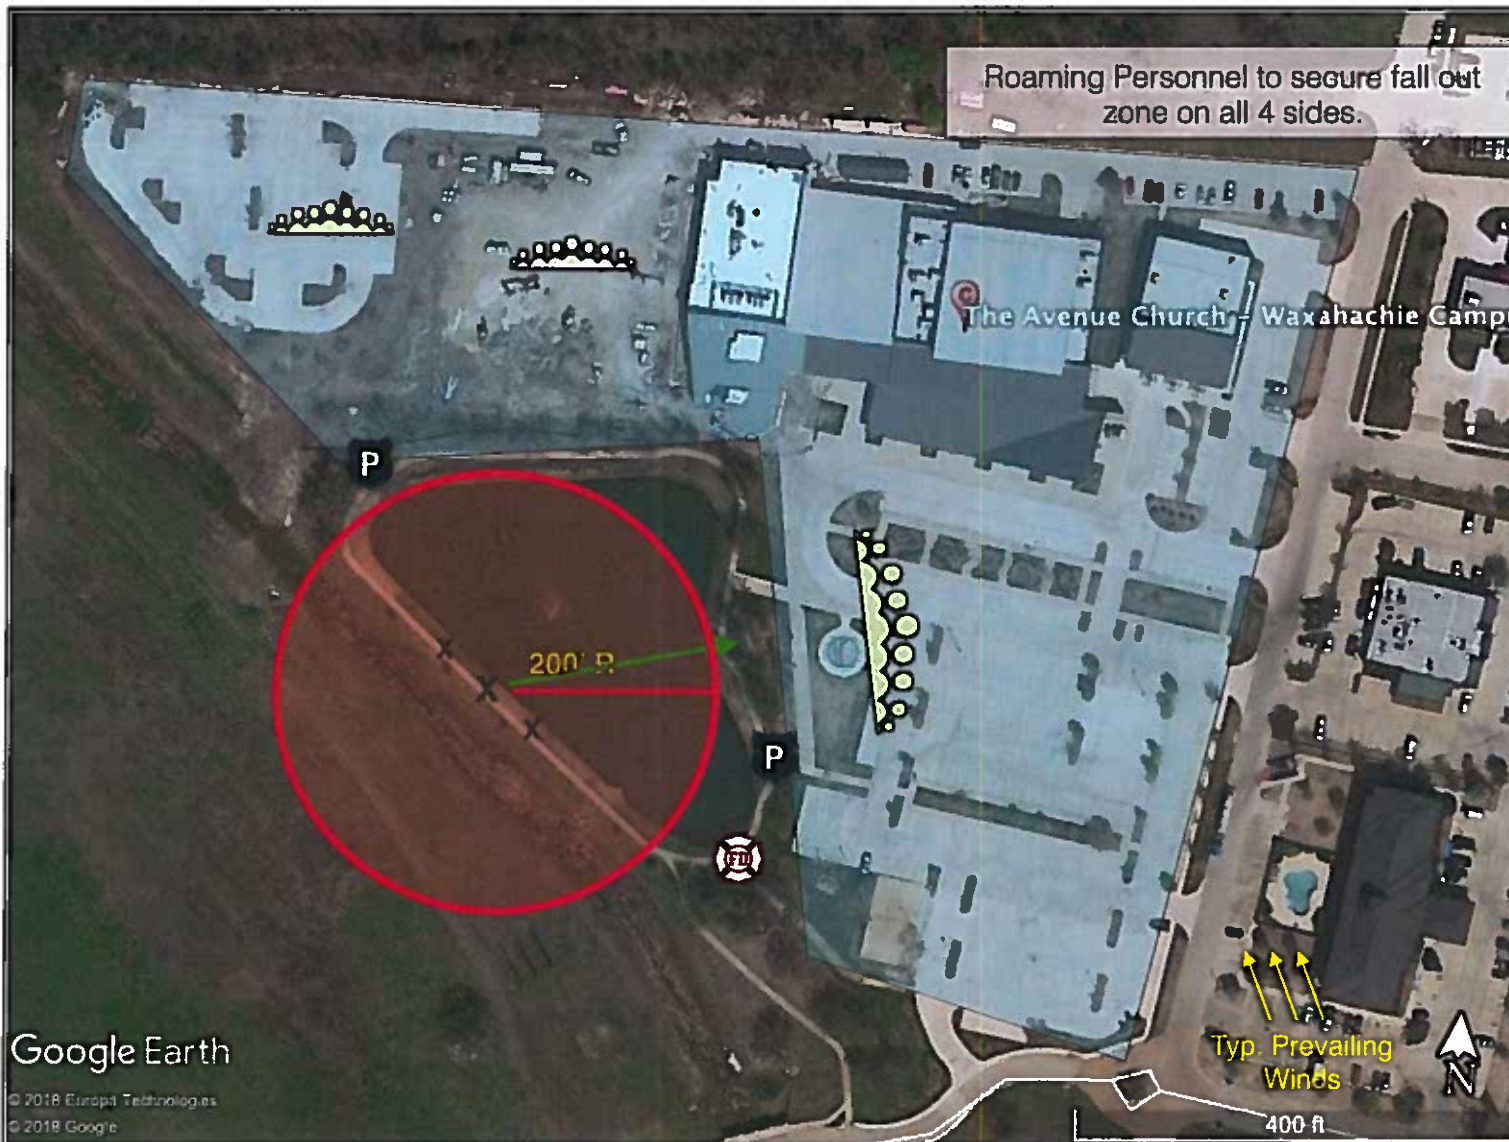 Roaming Personnel to secure fall out
zone on all 4 sides.
The Avenue Church - Waxahachie Campu
P
200' R
P
FD
Typ. Prevailing
Winds
N
400 ft
Google Earth
© 2018 Europa Technologies
© 2018 Google